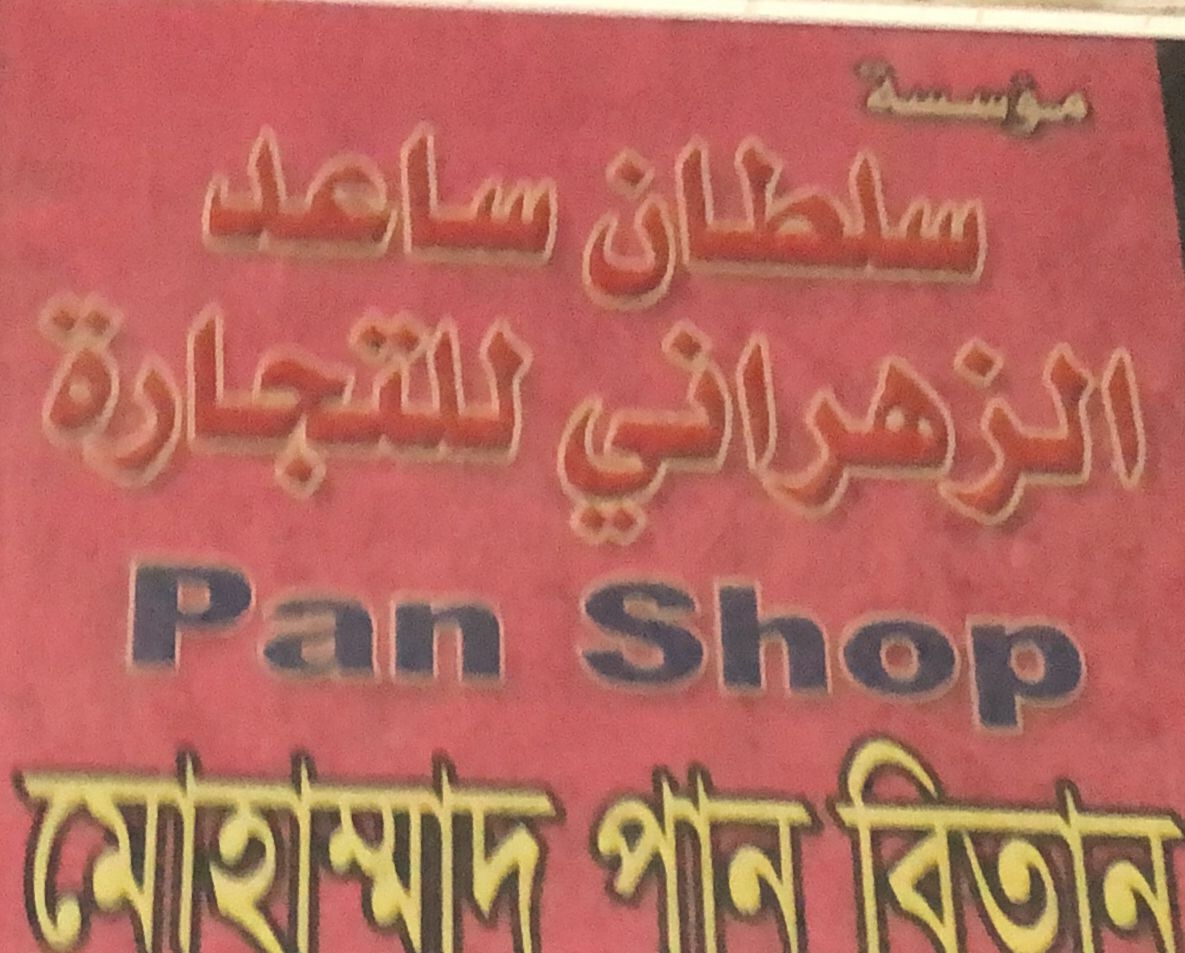 مؤسسة
سلطان ساعد
الزهراني للتجارة
Pan Shop
মোহাম্মাদ পান বিতান